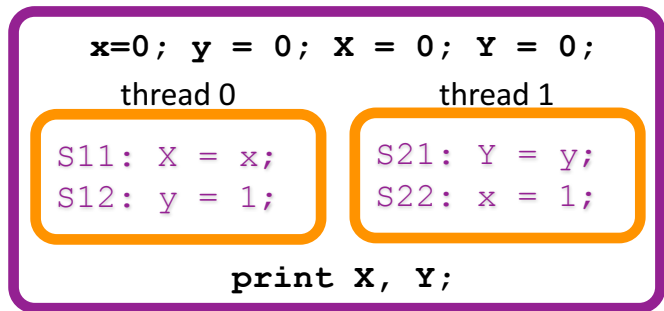 x=0; y = 0; X = 0; Y = 0;
thread 0
thread 1
S11: X = x;
S12: y = 1;
S21: Y = y;
S22: x = 1;
print X, Y;